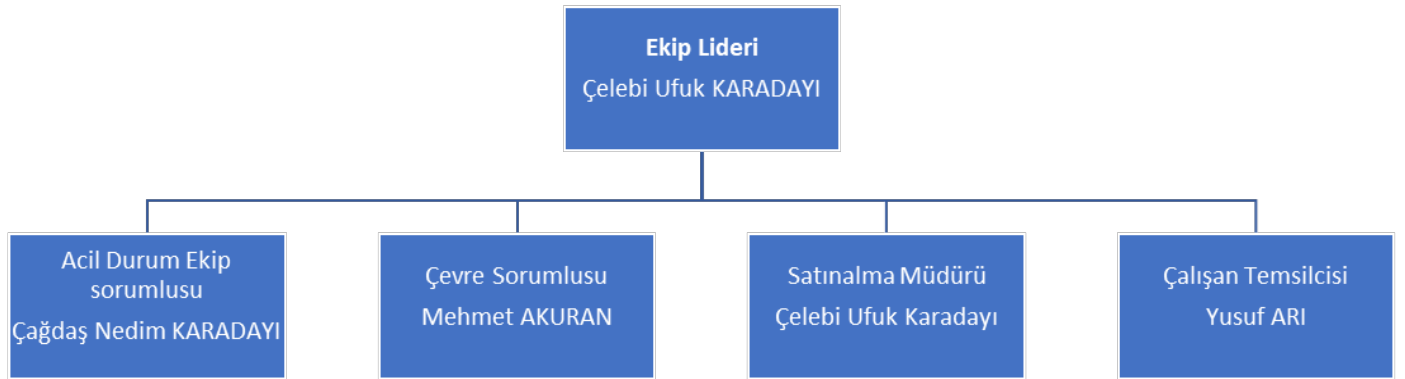 Ekip Lideri
Çelebi Ufuk KARADAYI
Acil Durum Ekip
sorumlusu
Çağdaş Nedim KARADAYI
Çevre Sorumlusu
Mehmet AKURAN
Satınalma Müdürü
Çelebi Ufuk Karadayı
Çalışan Temsilcisi
Yusuf ARI